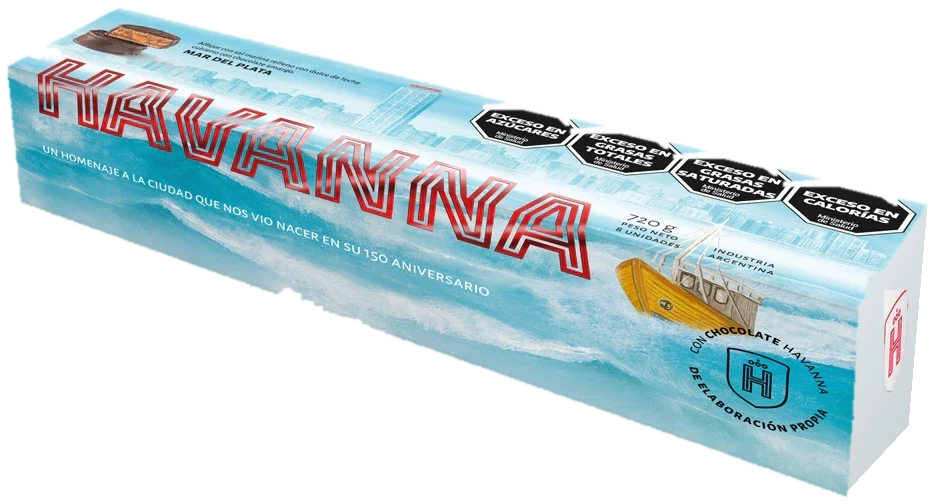 Alfajor con sal marina relleno con dulce de leche
cubierto con chocolate amargo.
MAR DEL PLATA
HAVANNA
HAVANNA
UN HOMENAJE A LA CIUDAD QUE NOS VIO NACER EN SU 150 ANIVERSARIO
EXCESO EN
AZÚCARES
Ministerio
de Salud
EXCESO EN
GRASAS
TOTALES
Ministerio
de Salud
EXCESO EN
GRASAS
SATURADAS
Ministerio
de Salud
EXCESO EN
CALORÍAS
Ministerio
de Salud
720 g
PESO NETO
8 UNIDADES
INDUSTRIA
ARGENTINA
CON CHOCOLATE HAVANNA
DE ELABORACIÓN PROPIA
H
H